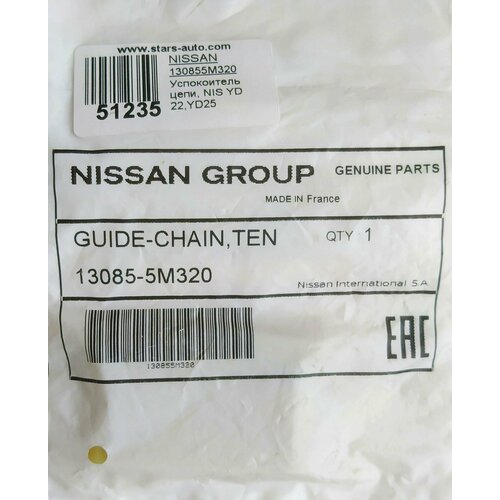 www.stars-auto.com
NISSAN
130855M320
Успокоитель
цепи, NIS YD
22,YD25
51235
NISSAN GROUP
GENUINE PARTS
MADE IN France
GUIDE-CHAIN,TEN
QTY 1
13085-5M320
Nissan International S.A.
130855M320
EAC